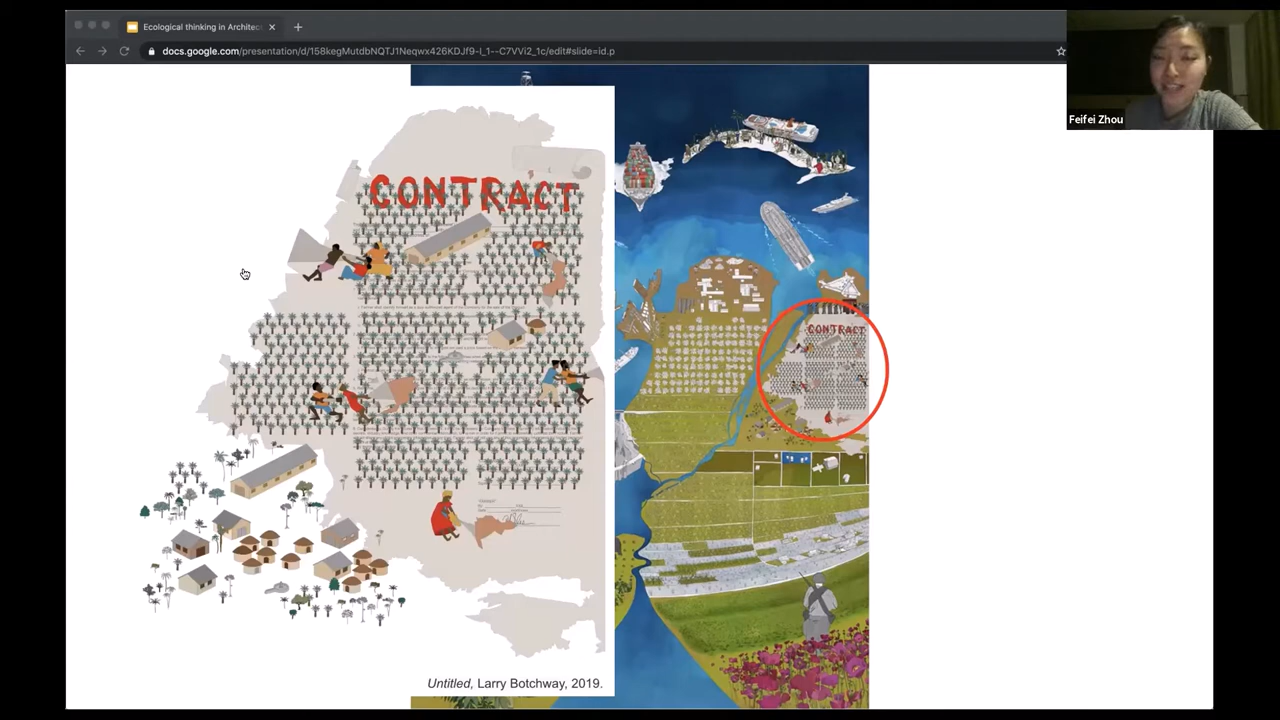 Ecological thinking in Architec
docs.google.com/presentation/d/158kegMutdbNQTJ1Neqwx426KDJf9-I_1--C7VVi2_1c/edit#slide=id.p
Feifei Zhou
CONTRACT
CONTRACT
Untitled, Larry Botchway, 2019.